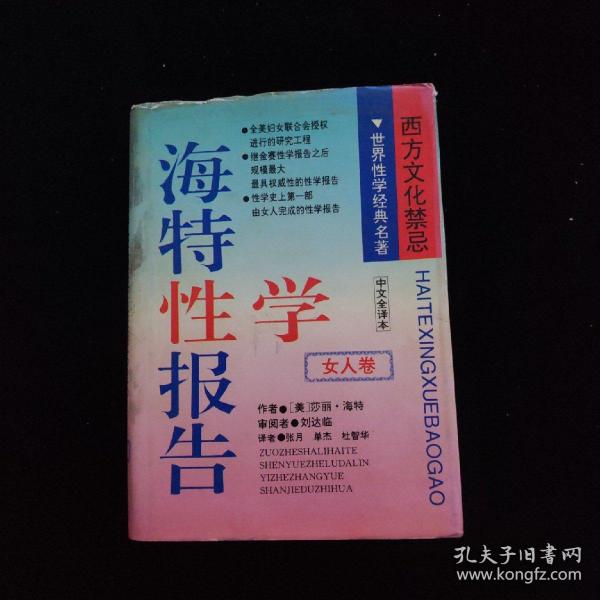 西方文化禁忌
▼世界性学经典名著
●全美妇女联合会授权
进行的研究工程
●继金赛性学报告之后
规模最大
最具权威性的性学报告
●性学史上第一部
由女人完成的性学报告
海特性学报告
中文全译本
女人卷
HAITEXINGXUEBAOGAO
作者●[美]莎丽·海特
审阅者●刘达临
译者●张月 单杰 杜智华
ZUOZHESHALIHAITE
SHENYUEZHELUDALIN
YIZHEZHANGYUE
SHANJIEDUZHIHUA
孔夫子旧书网
www.kongfz.com